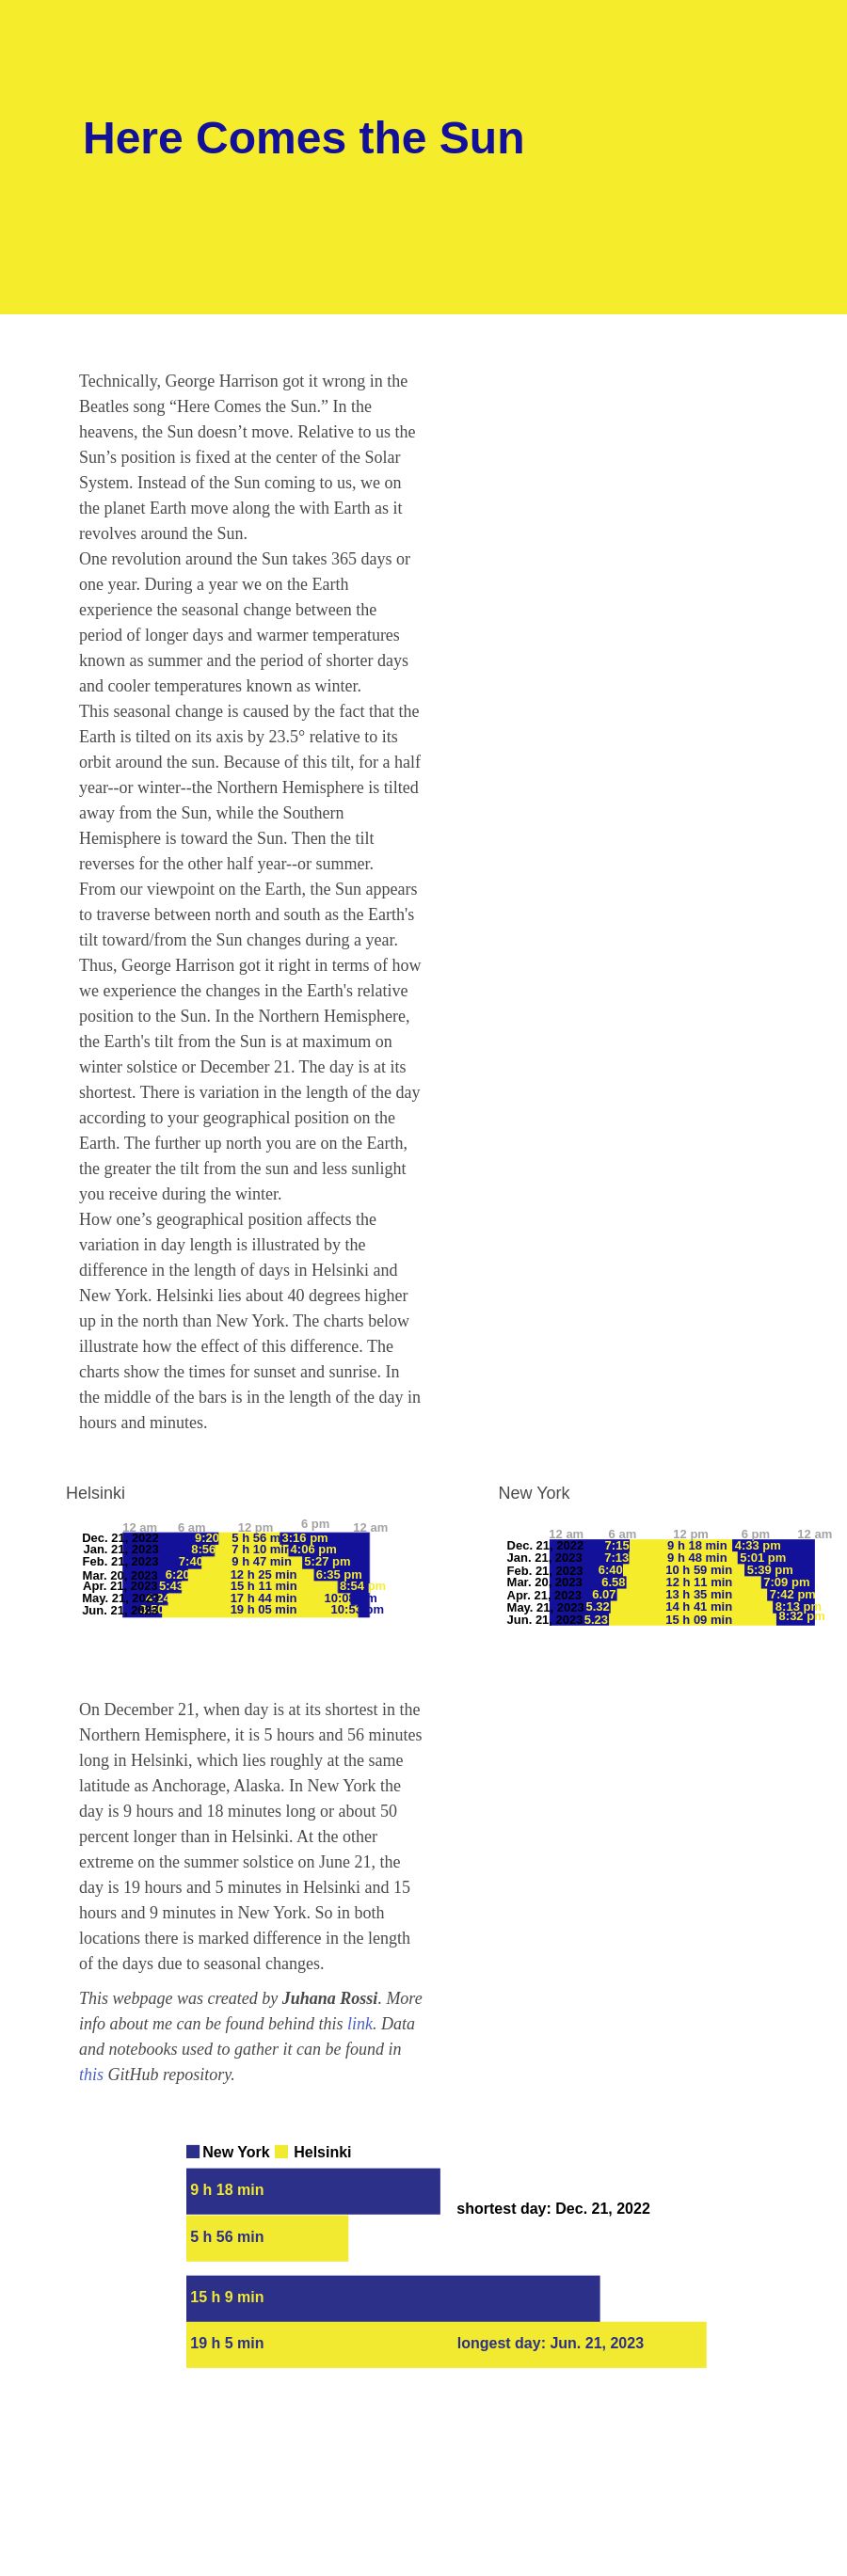 Here Comes the Sun
Technically, George Harrison got it wrong in the
Beatles song “Here Comes the Sun.” In the
heavens, the Sun doesn’t move. Relative to us the
Sun’s position is fixed at the center of the Solar
System. Instead of the Sun coming to us, we on
the planet Earth move along the with Earth as it
revolves around the Sun.
One revolution around the Sun takes 365 days or
one year. During a year we on the Earth
experience the seasonal change between the
period of longer days and warmer temperatures
known as summer and the period of shorter days
and cooler temperatures known as winter.
This seasonal change is caused by the fact that the
Earth is tilted on its axis by 23.5° relative to its
orbit around the sun. Because of this tilt, for a half
year--or winter--the Northern Hemisphere is tilted
away from the Sun, while the Southern
Hemisphere is toward the Sun. Then the tilt
reverses for the other half year--or summer.
From our viewpoint on the Earth, the Sun appears
to traverse between north and south as the Earth's
tilt toward/from the Sun changes during a year.
Thus, George Harrison got it right in terms of how
we experience the changes in the Earth's relative
position to the Sun. In the Northern Hemisphere,
the Earth's tilt from the Sun is at maximum on
winter solstice or December 21. The day is at its
shortest. There is variation in the length of the day
according to your geographical position on the
Earth. The further up north you are on the Earth,
the greater the tilt from the sun and less sunlight
you receive during the winter.
How one’s geographical position affects the
variation in day length is illustrated by the
difference in the length of days in Helsinki and
New York. Helsinki lies about 40 degrees higher
up in the north than New York. The charts below
illustrate how the effect of this difference. The
charts show the times for sunset and sunrise. In
the middle of the bars is in the length of the day in
hours and minutes.
Helsinki
12 am 6 am 12 pm 6 pm 12 am
Dec. 21, 2022 9:20 5 h 56 m 3:16 pm
Jan. 21, 2023 8:56 7 h 10 min 4:06 pm
Feb. 21, 2023 7:40 9 h 47 min 5:27 pm
Mar. 20, 2023 6:20 12 h 25 min 6:35 pm
Apr. 21, 2023 5:43 15 h 11 min 8:54 pm
May. 21, 2023 17 h 44 min
Jun. 21, 2023 19 h 05 min
New York
12 am 6 am 12 pm 6 pm 12 am
Dec. 21, 2022 7:15 9 h 18 min 4:33 pm
Jan. 21, 2023 7:13 9 h 48 min 5:01 pm
Feb. 21, 2023 6:40 10 h 59 min 5:39 pm
Mar. 20, 2023 6.58 12 h 11 min 7:09 pm
Apr. 21, 2023 6.07 13 h 35 min 7:42 pm
May. 21, 2023 5.32 14 h 41 min 8:13 pm
Jun. 21, 2023 5.23 15 h 09 min 8:32 pm
On December 21, when day is at its shortest in the
Northern Hemisphere, it is 5 hours and 56 minutes
long in Helsinki, which lies roughly at the same
latitude as Anchorage, Alaska. In New York the
day is 9 hours and 18 minutes long or about 50
percent longer than in Helsinki. At the other
extreme on the summer solstice on June 21, the
day is 19 hours and 5 minutes in Helsinki and 15
hours and 9 minutes in New York. So in both
locations there is marked difference in the length
of the days due to seasonal changes.
This webpage was created by Juhana Rossi. More
info about me can be found behind this link. Data
and notebooks used to gather it can be found in
this GitHub repository.
New York Helsinki
9 h 18 min
shortest day: Dec. 21, 2022
5 h 56 min
15 h 9 min
19 h 5 min longest day: Jun. 21, 2023